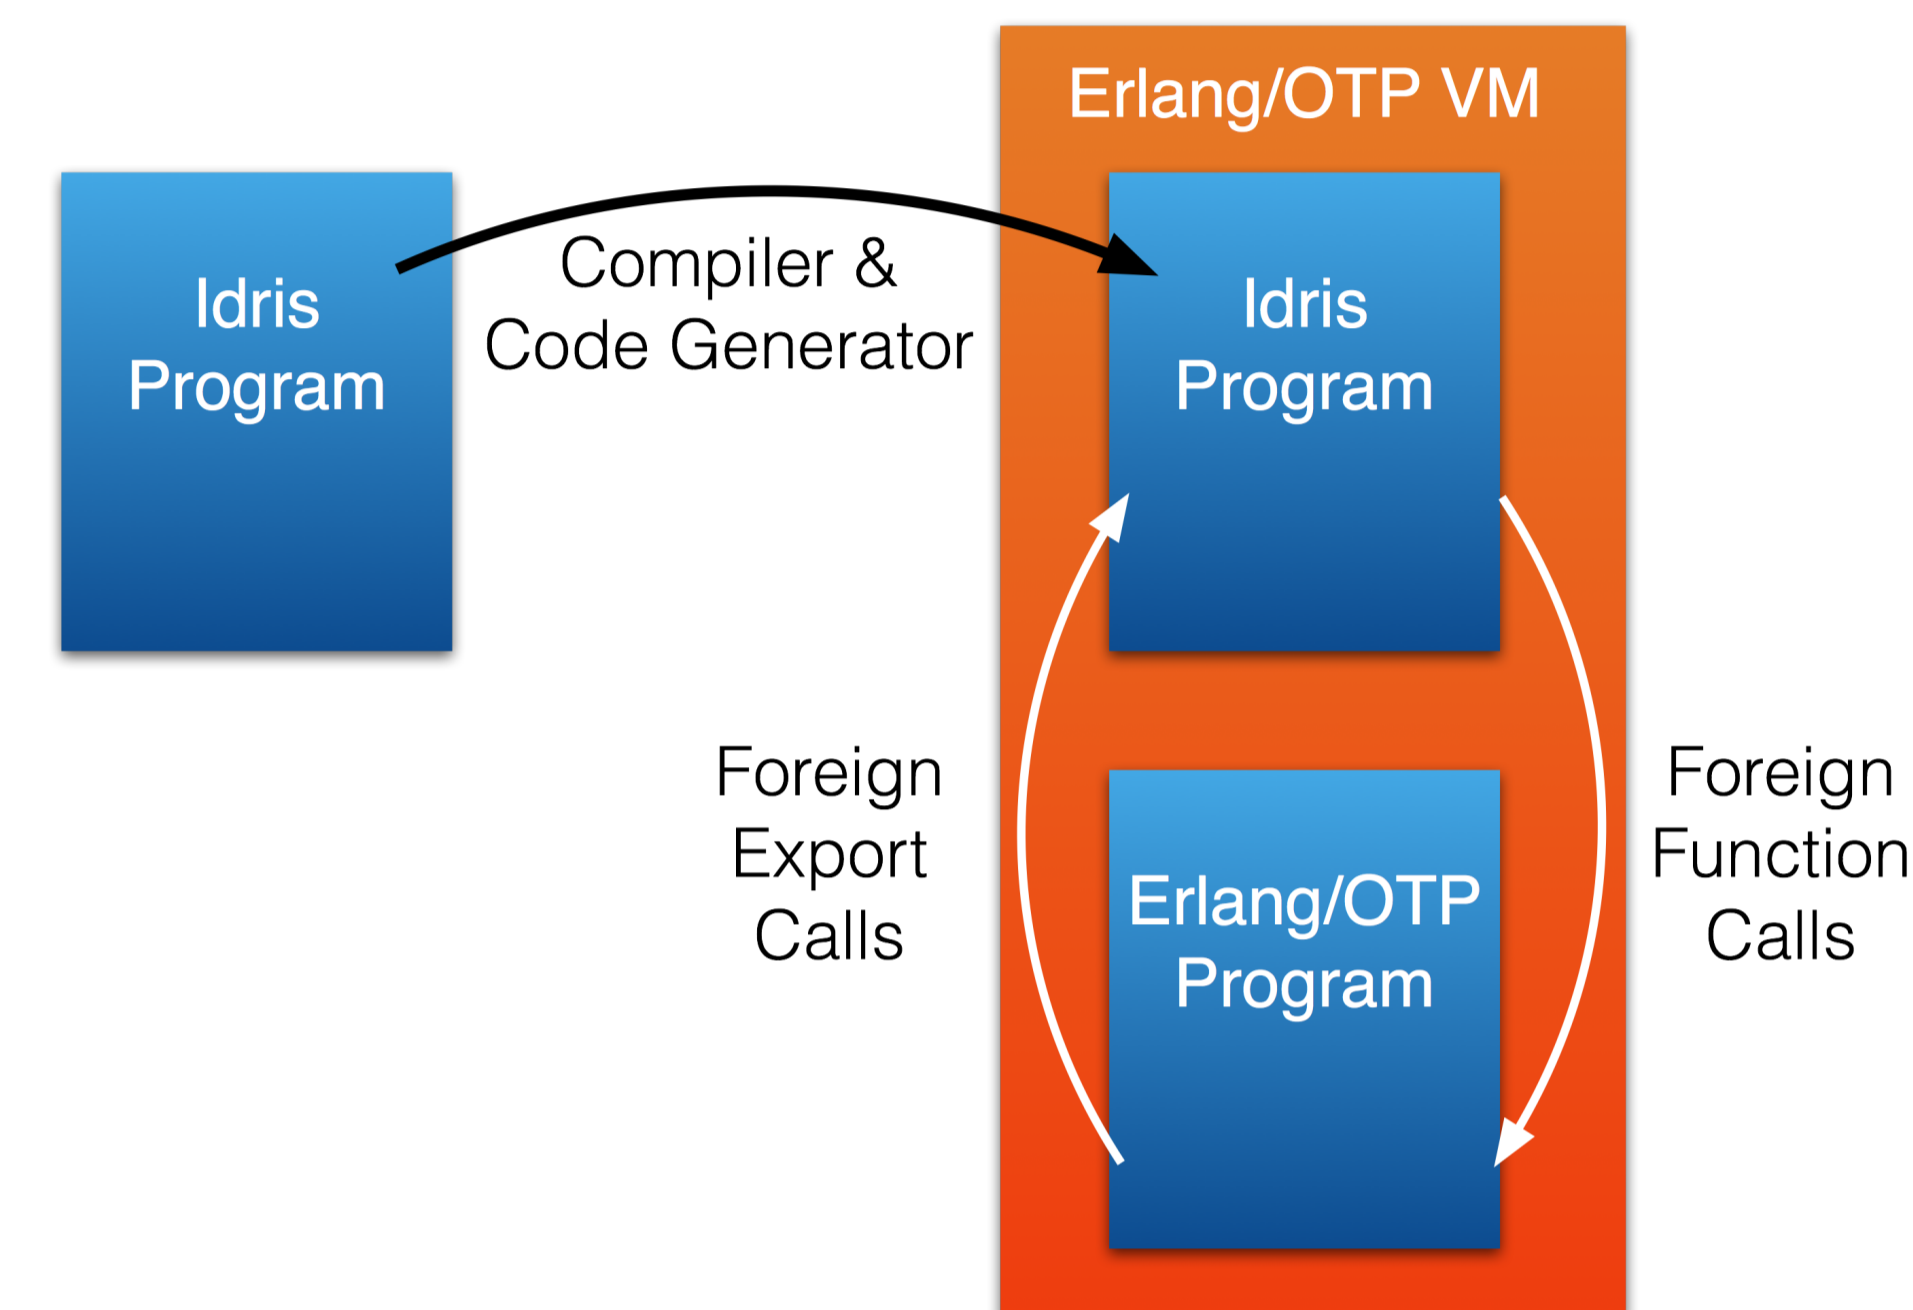 Erlang/OTP VM
Idris
Program
Compiler &
Code Generator
Idris
Program
Foreign
Export
Calls
Erlang/OTP
Program
Foreign
Function
Calls